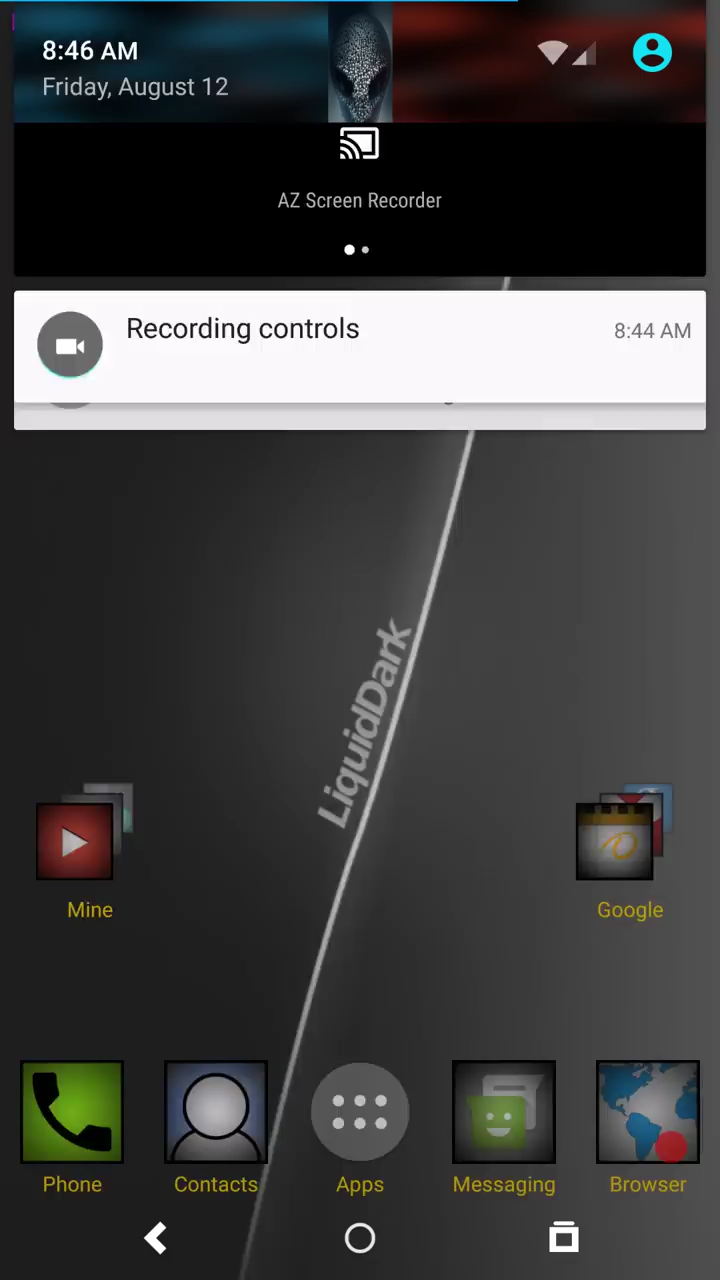 8:46 AM
Friday, August 12
AZ Screen Recorder
Recording controls
8:44 AM
LiquidDark
Mine
Google
Phone
Contacts
Apps
Messaging
Browser